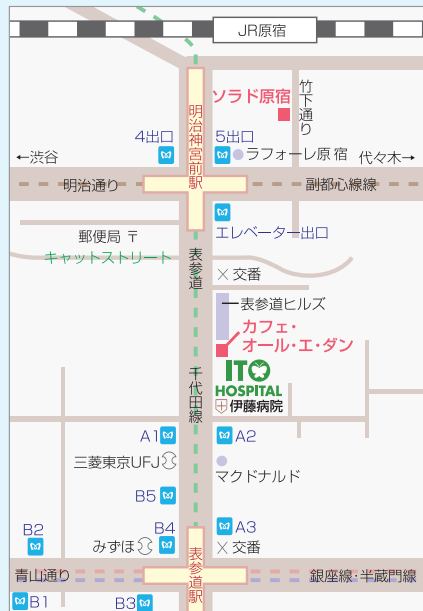 JR原宿
ソラド原宿
竹下通り
明治神宮前駅
4出口
5出口
ラフォーレ原宿
←渋谷
代々木→
明治通り
副都心線線
エレベーター出口
郵便局 〒
キャットストリート
表参道
交番
表参道ヒルズ
カフェ・
オール・エ・ダン
ITO
HOSPITAL
伊藤病院
千代田線
A1
A2
三菱東京UFJ
マクドナルド
B5
B4
A3
B2
みずほ
交番
表参道駅
青山通り
銀座線・半蔵門線
B1
B3